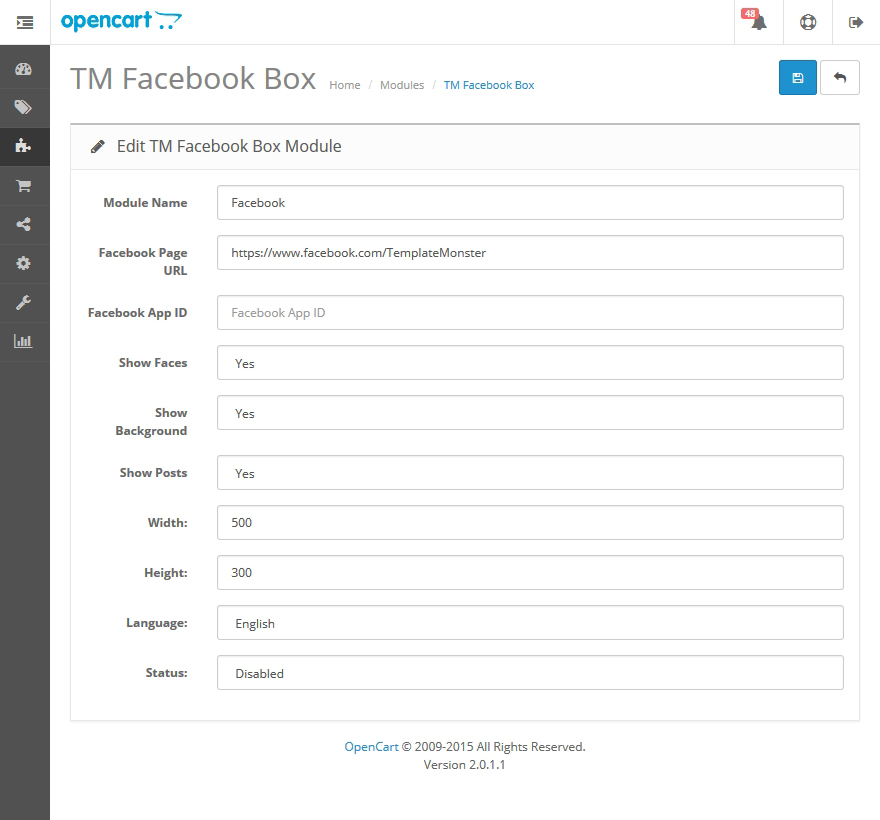 opencart
48
TM Facebook Box
Home / Modules / TM Facebook Box
Edit TM Facebook Box Module
Module Name
Facebook
Facebook Page
URL
https://www.facebook.com/TemplateMonster
Facebook App ID
Facebook App ID
Show Faces
Yes
Show
Background
Yes
Show Posts
Yes
Width:
500
Height:
300
Language:
English
Status:
Disabled
OpenCart © 2009-2015 All Rights Reserved.
Version 2.0.1.1